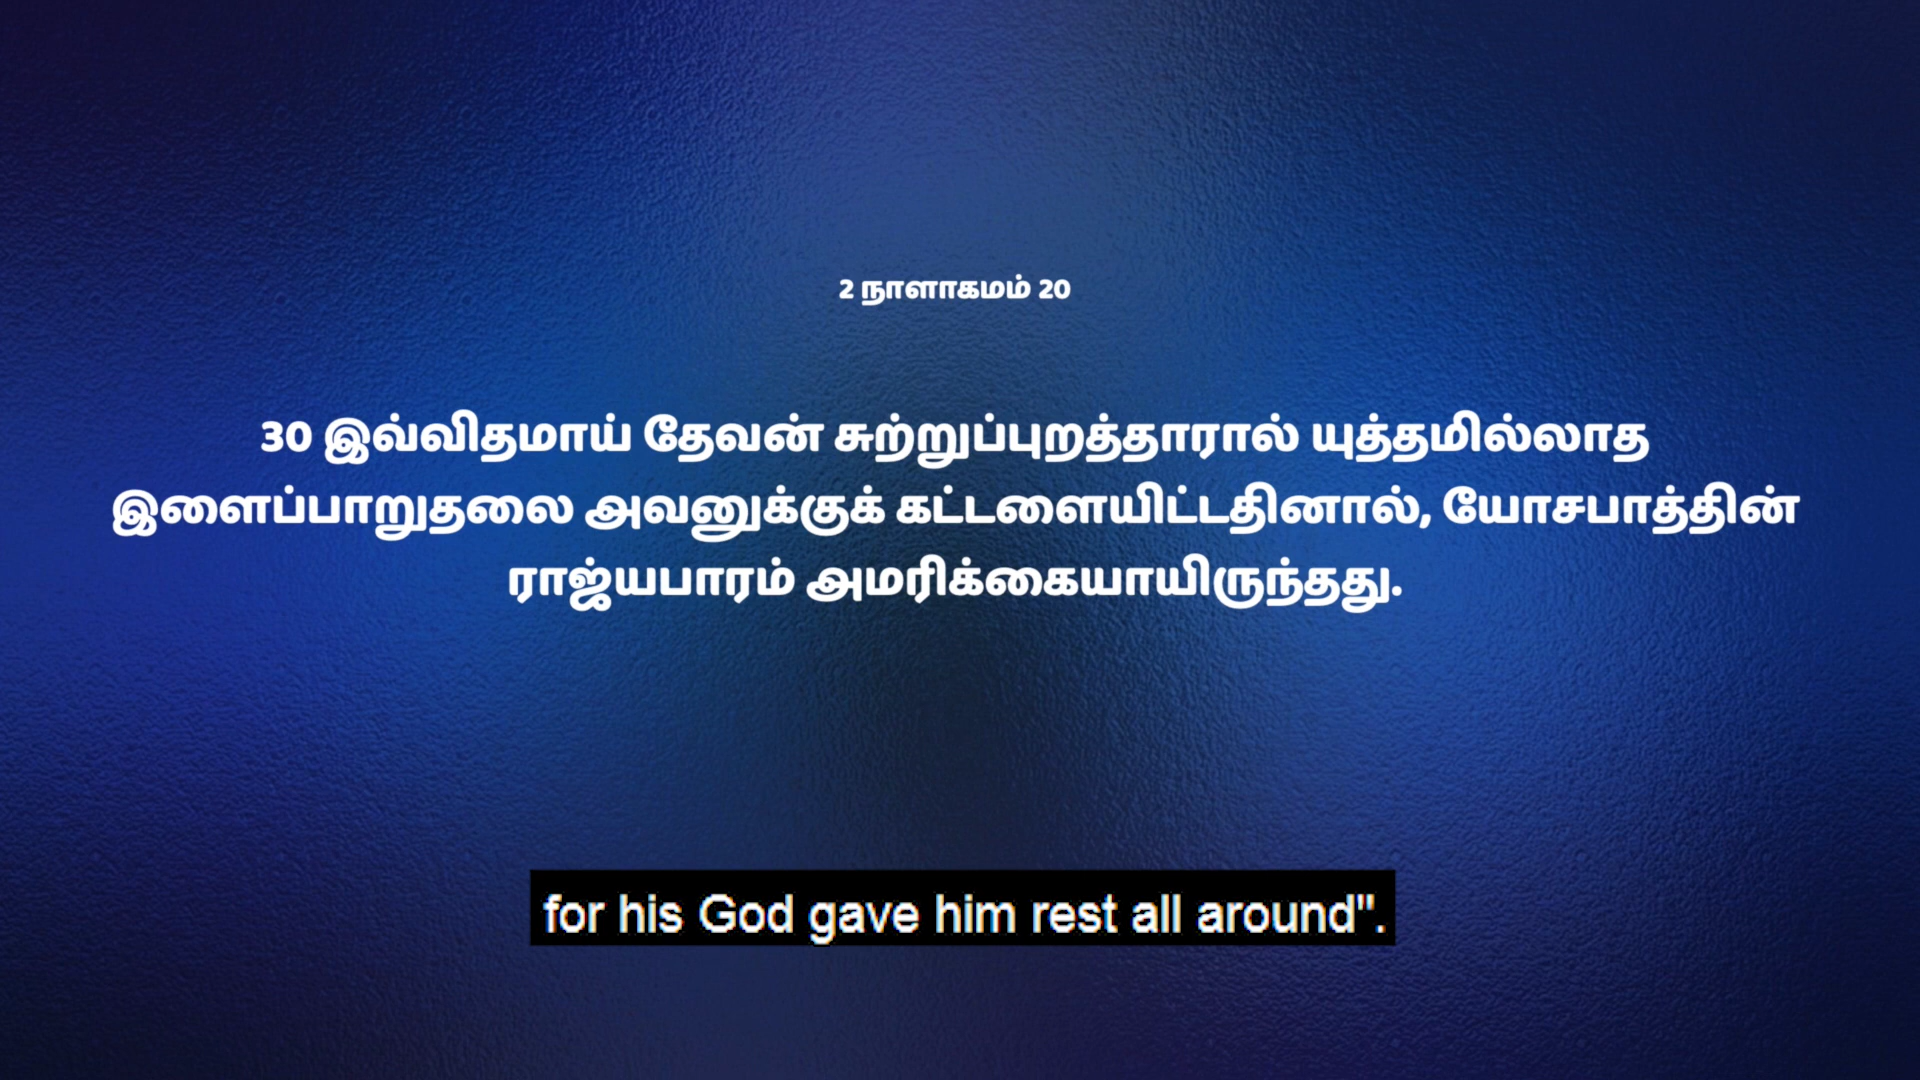 2 நாளாகமம் 20
30 இவ்விதமாய் தேவன் சுற்றுப்புறத்தாரால் யுத்தமில்லாத
இளைப்பாறுதலை அவனுக்குக் கட்டளையிட்டதினால், யோசபாத்தின்
ராஜ்யபாரம் அமரிக்கையாயிருந்தது.
for his God gave him rest all around".